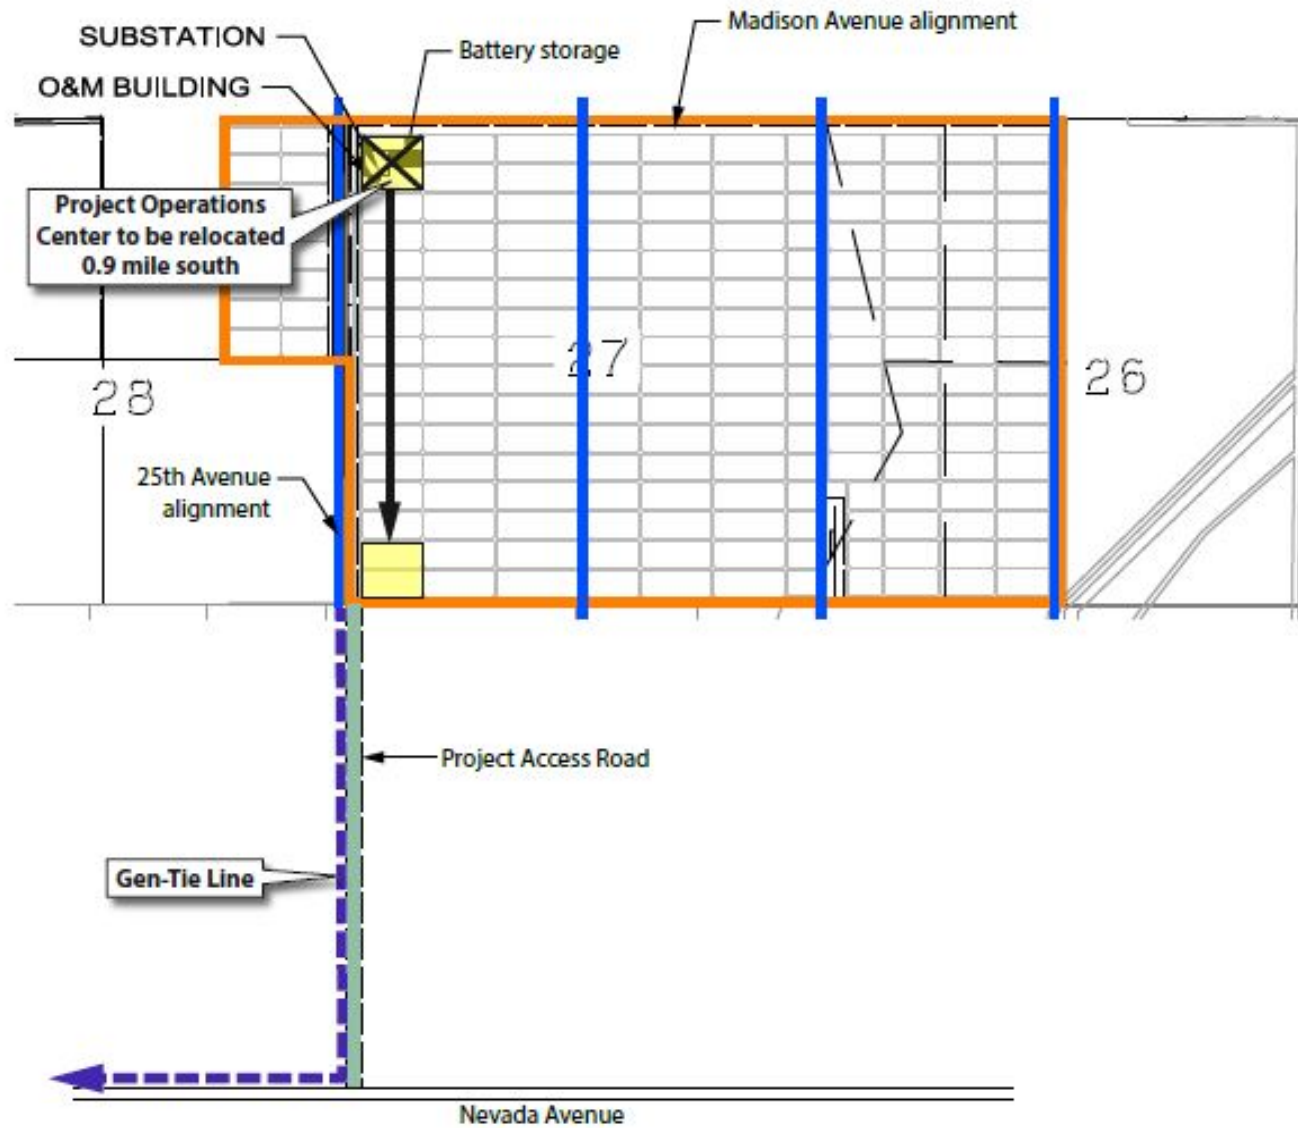 Madison Avenue alignment
SUBSTATION
Battery storage
O&M BUILDING
Project Operations
Center to be relocated
0.9 mile south
27
28
26
25th Avenue
alignment
Project Access Road
Gen-Tie Line
Nevada Avenue